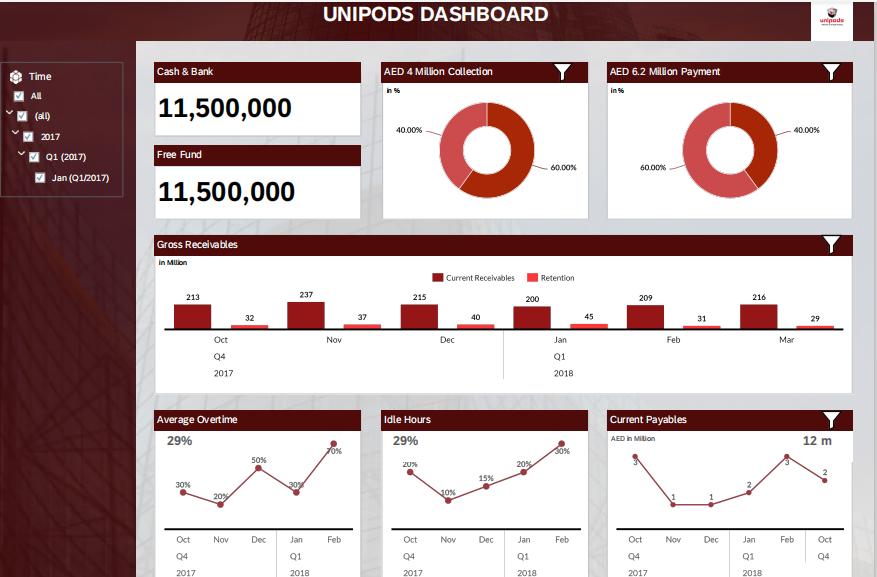 UNIPODS DASHBOARD
unipods
Time
All
(all)
2017
Q1 (2017)
Jan (Q1/2017)
Cash & Bank
11,500,000
Free Fund
11,500,000
AED 4 Million Collection
in %
40.00%
60.00%
AED 6.2 Million Payment
in %
40.00%
60.00%
Gross Receivables
in Million
Current Receivables Retention
213 32 237 37 215 40 200 45 209 31 216 29
Oct Nov Dec Jan Feb Mar
Q4 Q1
2017 2018
Average Overtime
29%
30% 20% 50% 30% 70%
Oct Nov Dec Jan Feb
Q4 Q1
2017 2018
Idle Hours
29%
20% 10% 15% 20% 30%
Oct Nov Dec Jan Feb
Q4 Q1
2017 2018
Current Payables
AED in Million
12 m
3 1 1 2 3 2
Oct Nov Dec Jan Feb Oct
Q4 Q1 Q4
2017 2018